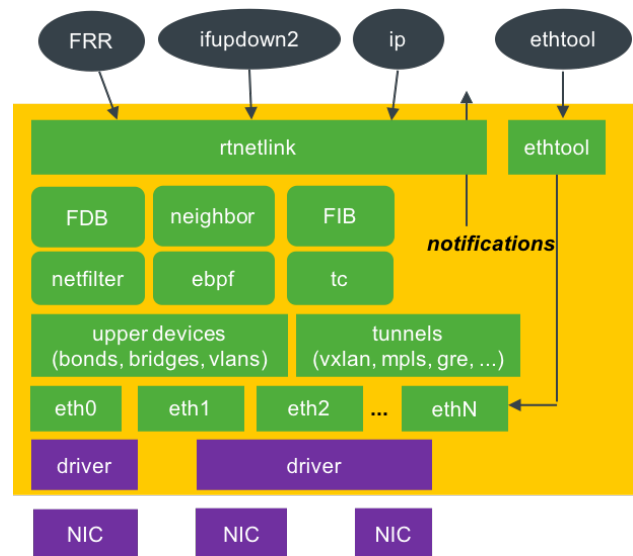 FRR
ifupdown2
ip
ethtool
rtnetlink
ethtool
FDB
neighbor
FIB
notifications
netfilter
ebpf
tc
upper devices
(bonds, bridges, vlans)
tunnels
(vxlan, mpls, gre, ...)
eth0
eth1
eth2
...
ethN
driver
driver
NIC
NIC
NIC